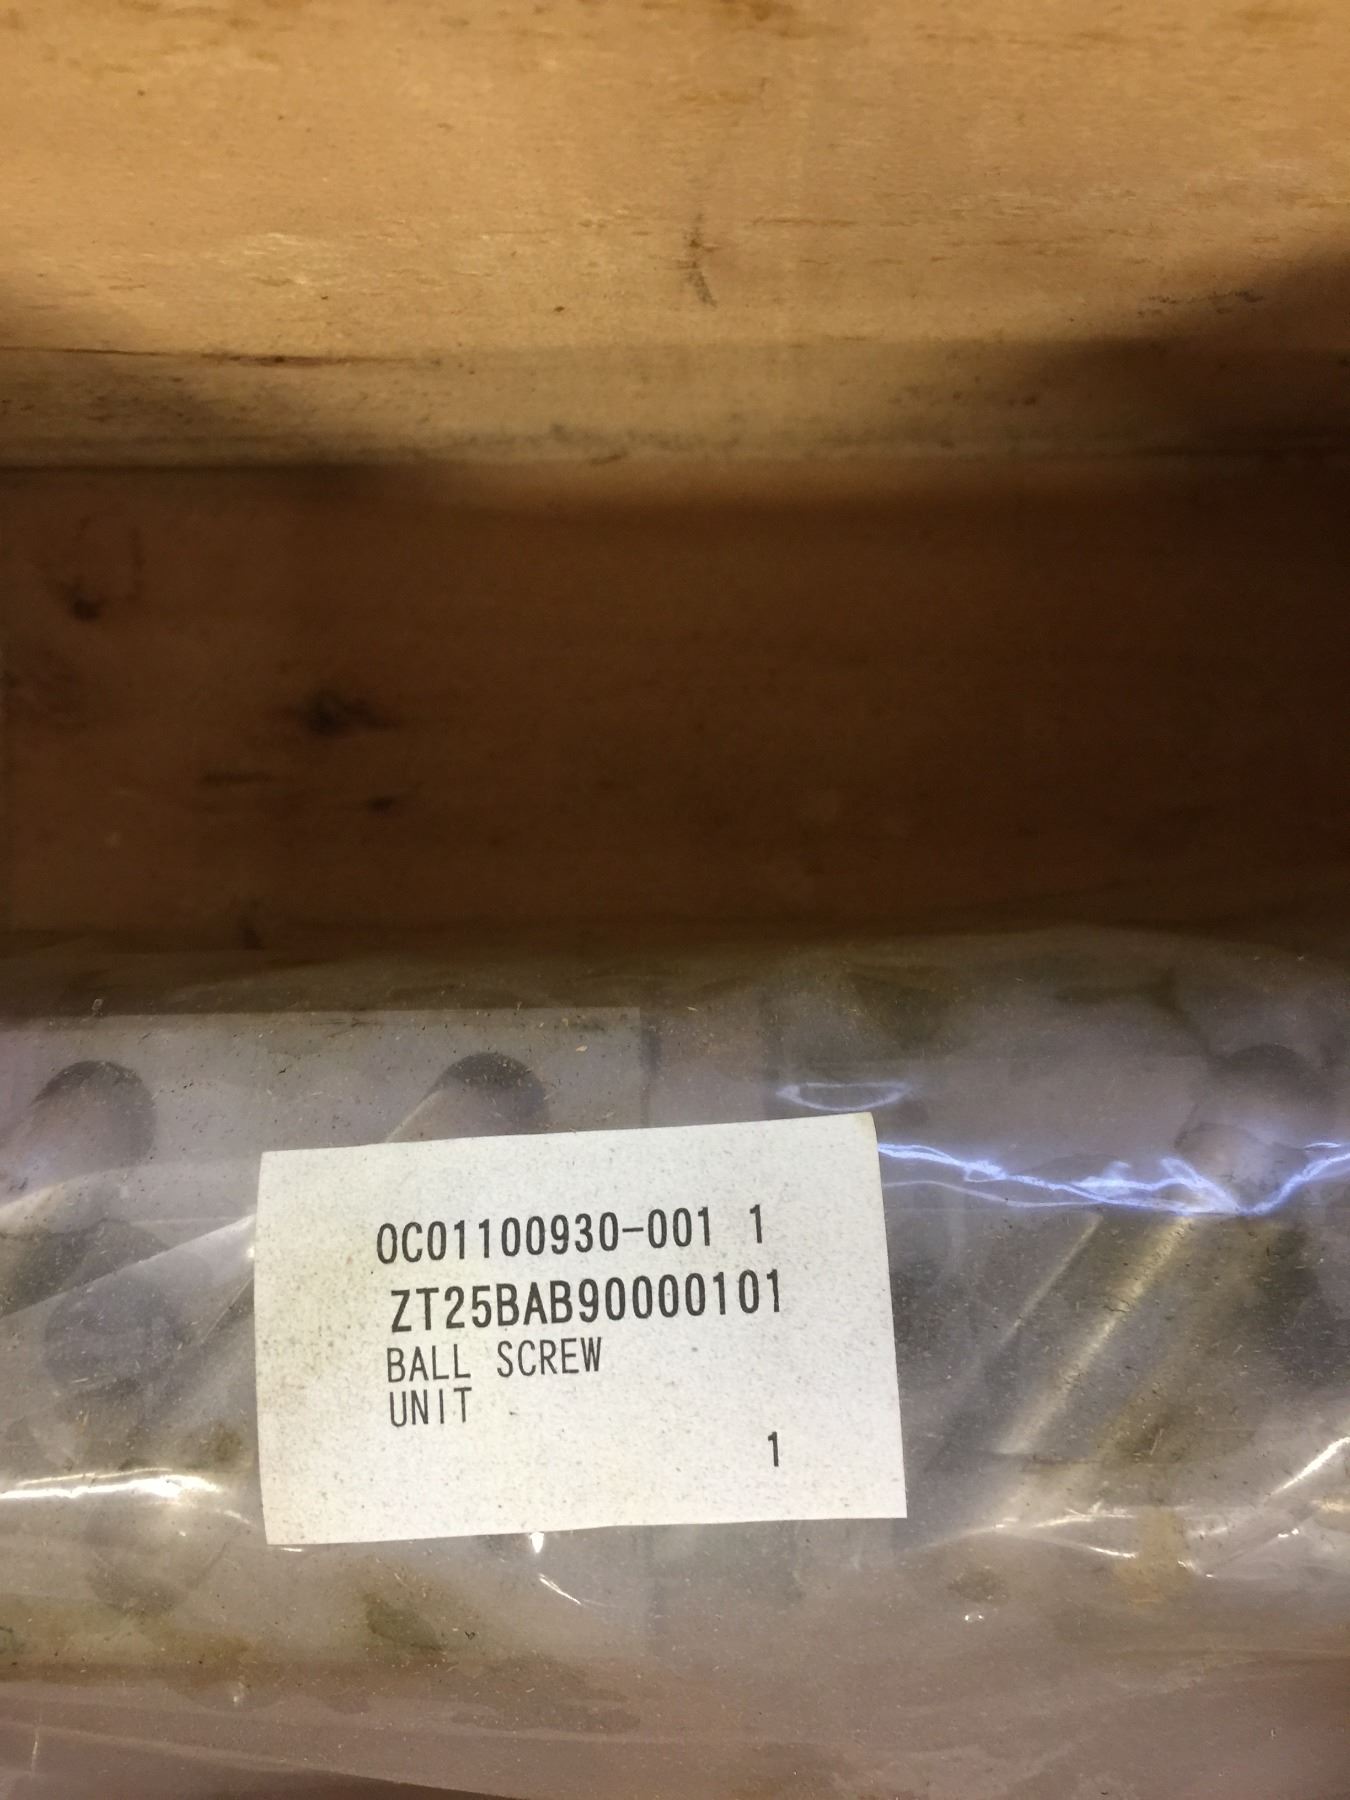 0C01100930-001 1
ZT25BAB90000101
BALL SCREW
UNIT
1